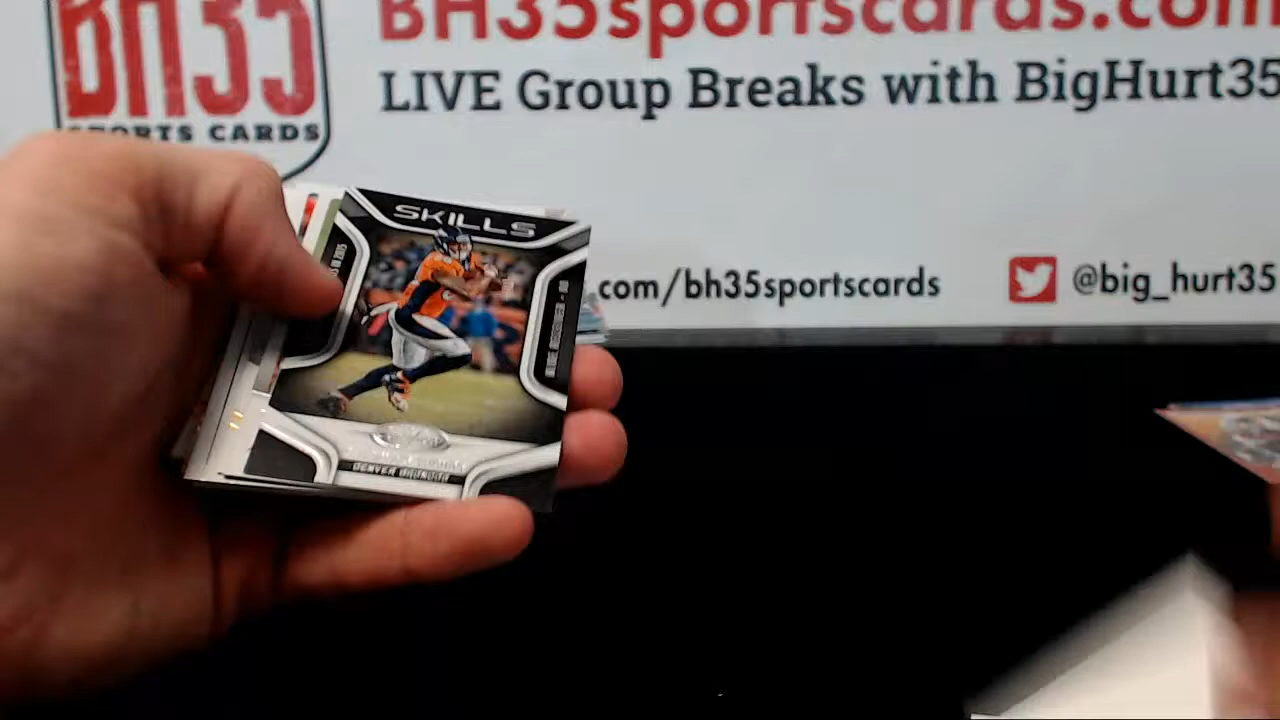 BH35
SPORTS CARDS
BH35sportscards.com
LIVE Group Breaks with BigHurt35
.com/bh35sportscards
@big_hurt35
SKILLS
DENVER BRONCOS